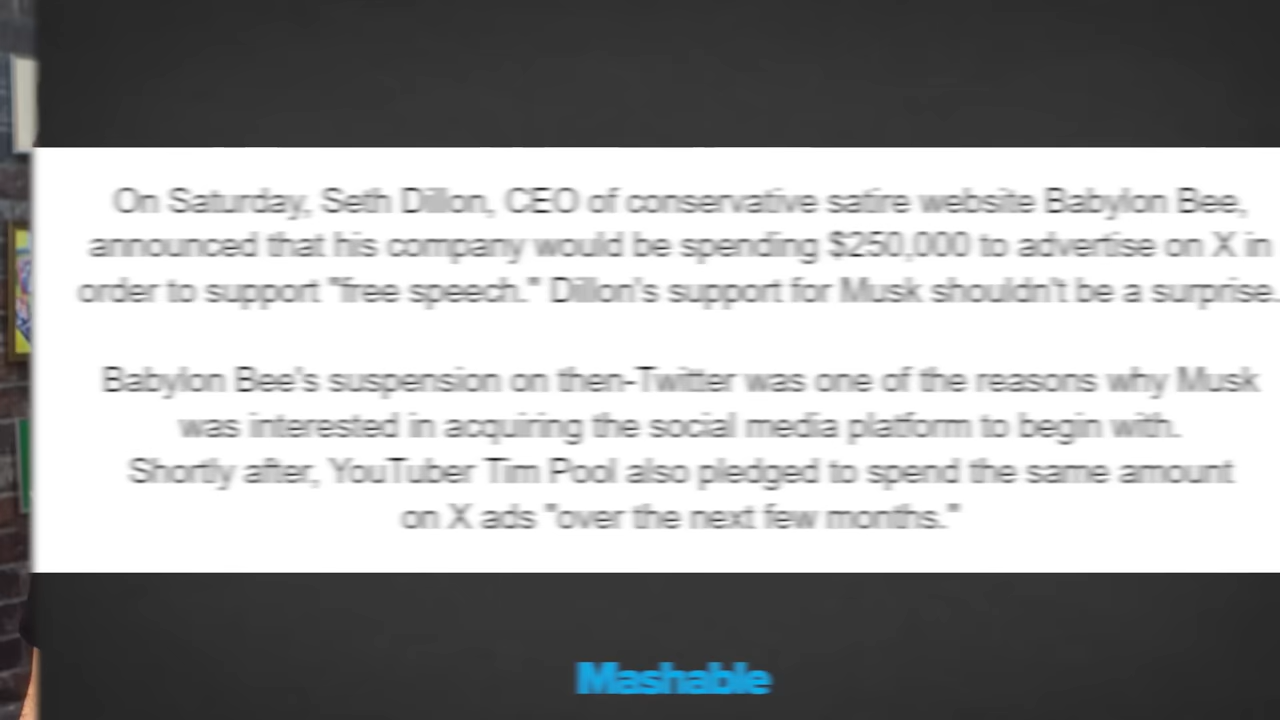 On Saturday, Seth Dillon, CEO of conservative satire website Babylon Bee,
announced that his company would be spending $250,000 to advertise on X in
order to support "free speech." Dillon's support for Musk shouldn't be a surprise.
Babylon Bee's suspension on then-Twitter was one of the reasons why Musk
was interested in acquiring the social media platform to begin with.
Shortly after, YouTuber Tim Pool also pledged to spend the same amount
on X ads "over the next few months."
Mashable